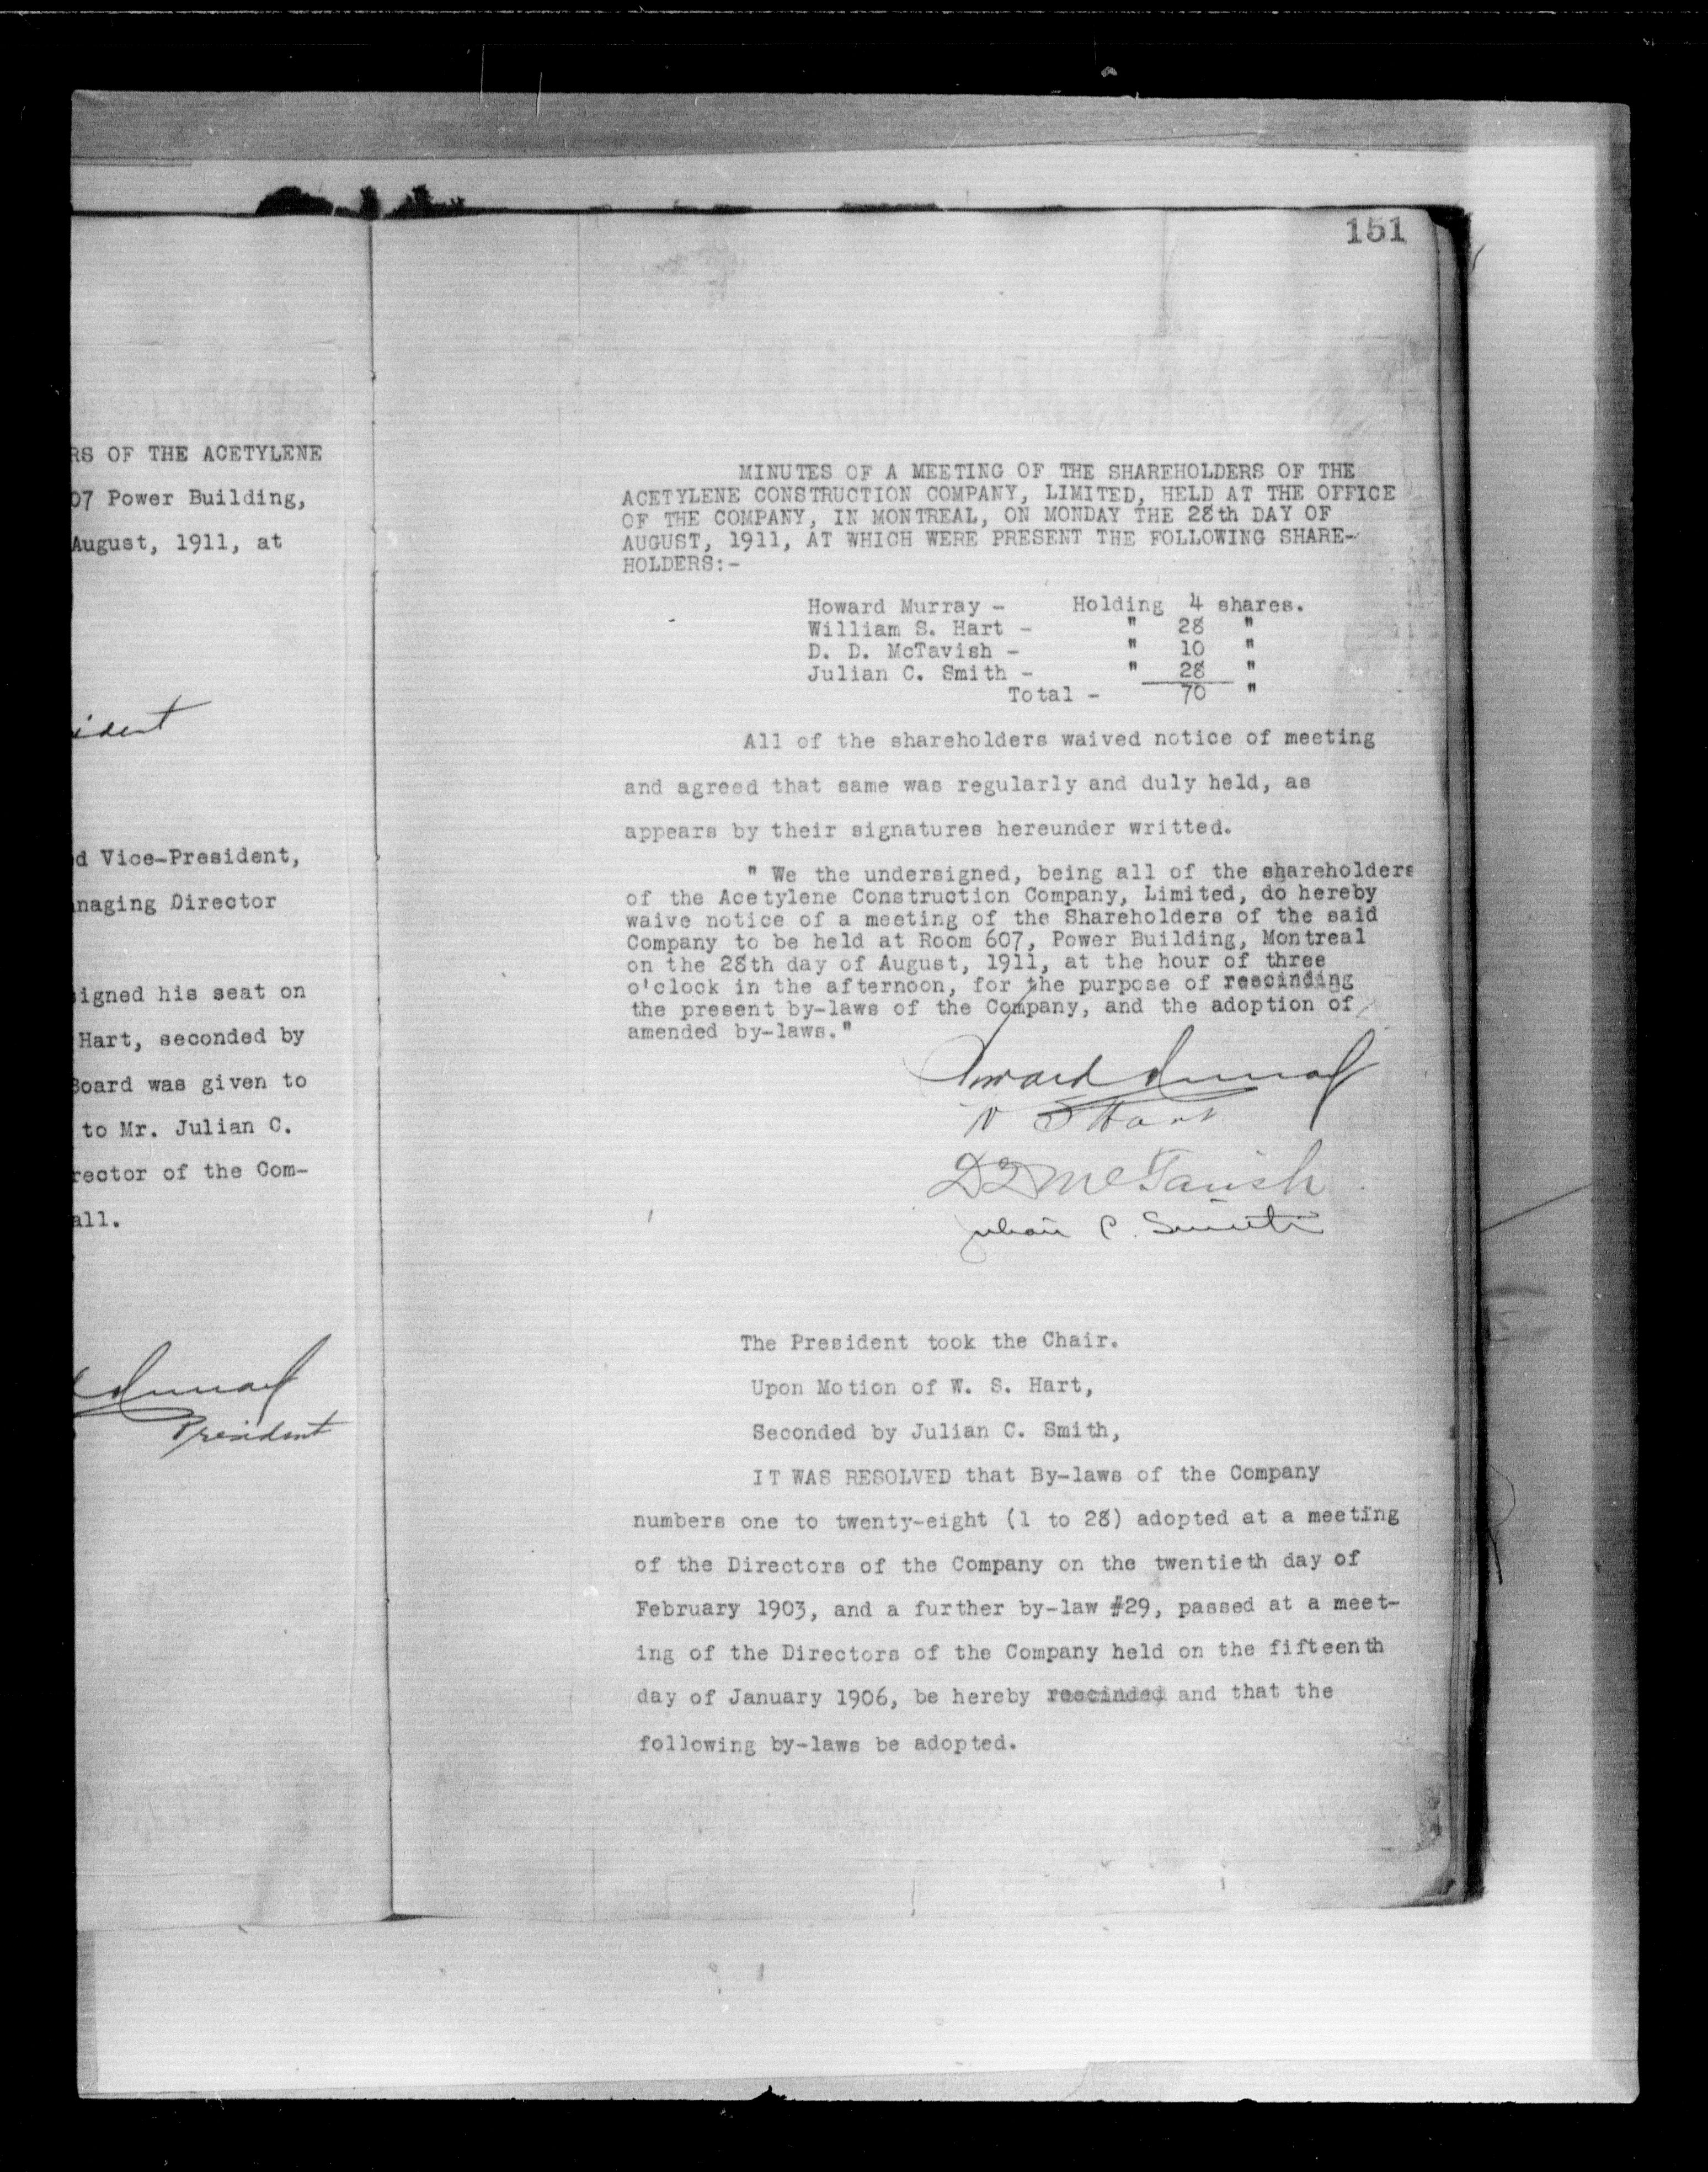 RS OF THE ACETYLENE
07 Power Building,
August, 1911, at
ident
d Vice-President,
naging Director
igned his seat on
Hart, seconded by
Board was given to
to Mr. Julian C.
rector of the Com-
all.
Murray
President
151
MINUTES OF A MEETING OF THE SHAREHOLDERS OF THE
ACETYLENE CONSTRUCTION COMPANY, LIMITED, HELD AT THE OFFICE
OF THE COMPANY, IN MONTREAL, ON MONDAY THE 28th DAY OF
AUGUST, 1911, AT WHICH WERE PRESENT THE FOLLOWING SHARE-
HOLDERS:-
Howard Murray - Holding 4 shares.
William S. Hart - " 28 "
D. D. McTavish - " 10 "
Julian C. Smith - " 28 "
Total - 70 "
All of the shareholders waived notice of meeting
and agreed that same was regularly and duly held, as
appears by their signatures hereunder writted.
" We the undersigned, being all of the shareholders
of the Acetylene Construction Company, Limited, do hereby
waive notice of a meeting of the Shareholders of the said
Company to be held at Room 607, Power Building, Montreal
on the 28th day of August, 1911, at the hour of three
o'clock in the afternoon, for the purpose of rescinding
the present by-laws of the Company, and the adoption of
amended by-laws."
Howard Murray
W S Hart
D D McTavish
Julian C. Smith
The President took the Chair.
Upon Motion of W. S. Hart,
Seconded by Julian C. Smith,
IT WAS RESOLVED that By-laws of the Company
numbers one to twenty-eight (1 to 28) adopted at a meeting
of the Directors of the Company on the twentieth day of
February 1903, and a further by-law #29, passed at a meet-
ing of the Directors of the Company held on the fifteenth
day of January 1906, be hereby rescinded and that the
following by-laws be adopted.